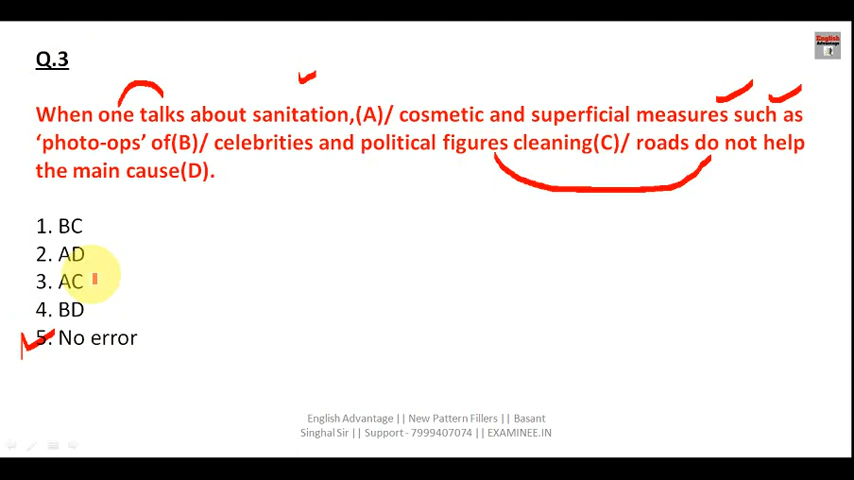 Q.3
English
Advantage
When one talks about sanitation,(A)/ cosmetic and superficial measures such as
‘photo-ops’ of(B)/ celebrities and political figures cleaning(C)/ roads do not help
the main cause(D).
1. BC
2. AD
3. AC
4. BD
5. No error
English Advantage || New Pattern Fillers || Basant
Singhal Sir || Support - 7999407074 || EXAMINEE.IN